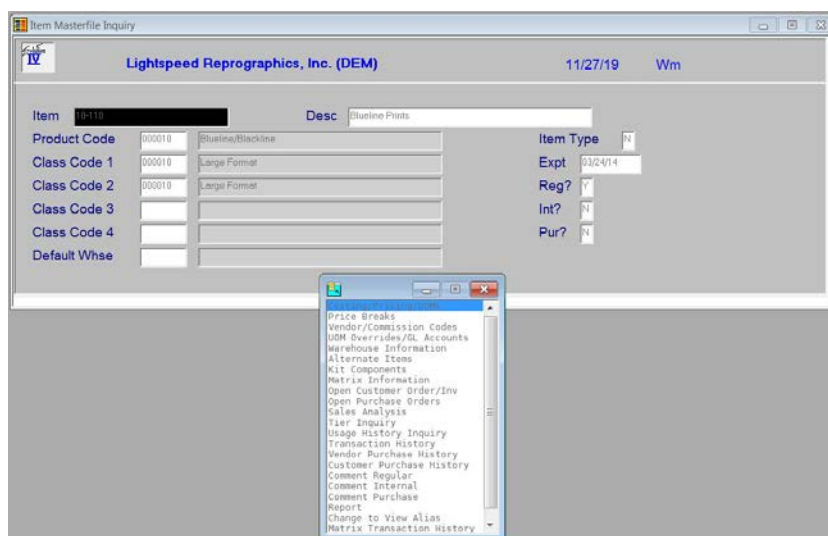 Item Masterfile Inquiry
IV
Lightspeed Reprographics, Inc. (DEM) 11/27/19 Wm
Item 10-110 Desc Blueline Prints
Product Code 000010 Blueline/Blackline Item Type N
Class Code 1 000010 Large Format Expt 03/24/14
Class Code 2 000010 Large Format Reg? Y
Class Code 3 Int? N
Class Code 4 Pur? N
Default Whse
Costing/Pricing/UOMs
Price Breaks
Vendor/Commission Codes
UOM Overrides/GL Accounts
Warehouse Information
Alternate Items
Kit Components
Matrix Information
Open Customer Order/Inv
Open Purchase Orders
Sales Analysis
Tier Inquiry
Usage History Inquiry
Transaction History
Vendor Purchase History
Customer Purchase History
Comment Regular
Comment Internal
Comment Purchase
Report
Change to View Alias
Matrix Transaction History